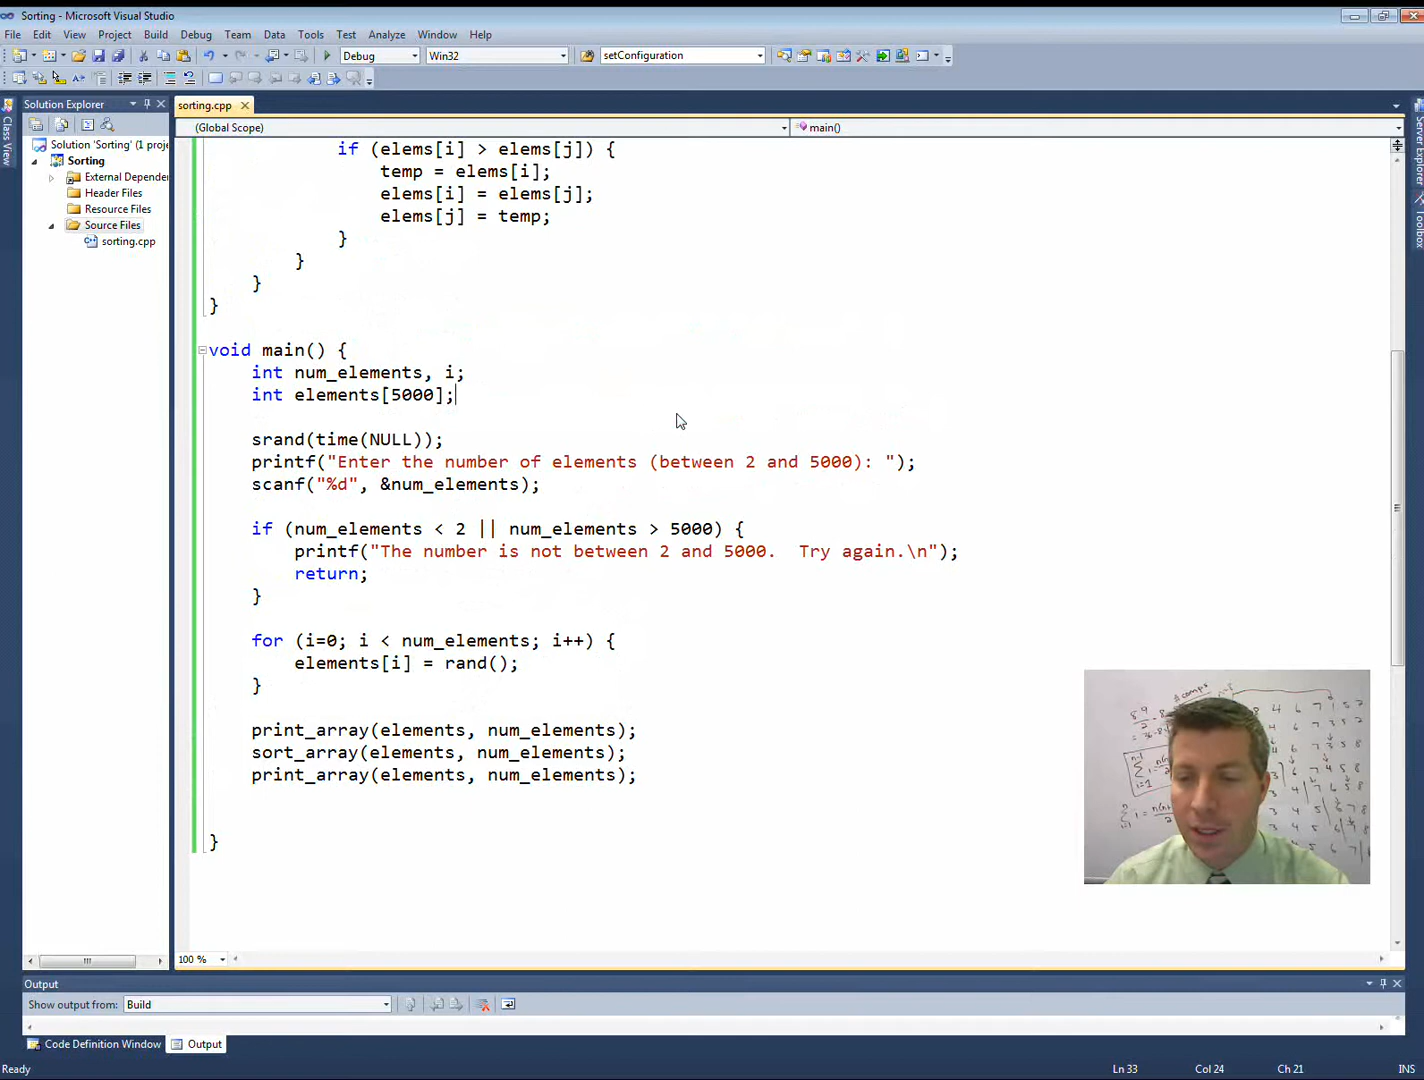 Sorting - Microsoft Visual Studio
File Edit View Project Build Debug Team Data Tools Test Analyze Window Help
Debug Win32 setConfiguration
Solution Explorer
sorting.cpp
(Global Scope) main()
Class View
Server Explorer
Toolbox
Solution 'Sorting' (1 proje
Sorting
External Depender
Header Files
Resource Files
Source Files
sorting.cpp
if (elems[i] > elems[j]) {
temp = elems[i];
elems[i] = elems[j];
elems[j] = temp;
}
}
}
}
void main() {
int num_elements, i;
int elements[5000];
srand(time(NULL));
printf("Enter the number of elements (between 2 and 5000): ");
scanf("%d", &num_elements);
if (num_elements < 2 || num_elements > 5000) {
printf("The number is not between 2 and 5000.  Try again.\n");
return;
}
for (i=0; i < num_elements; i++) {
elements[i] = rand();
}
print_array(elements, num_elements);
sort_array(elements, num_elements);
print_array(elements, num_elements);
}
100 %
Output
Show output from: Build
Code Definition Window Output
Ready Ln 33 Col 24 Ch 21 INS